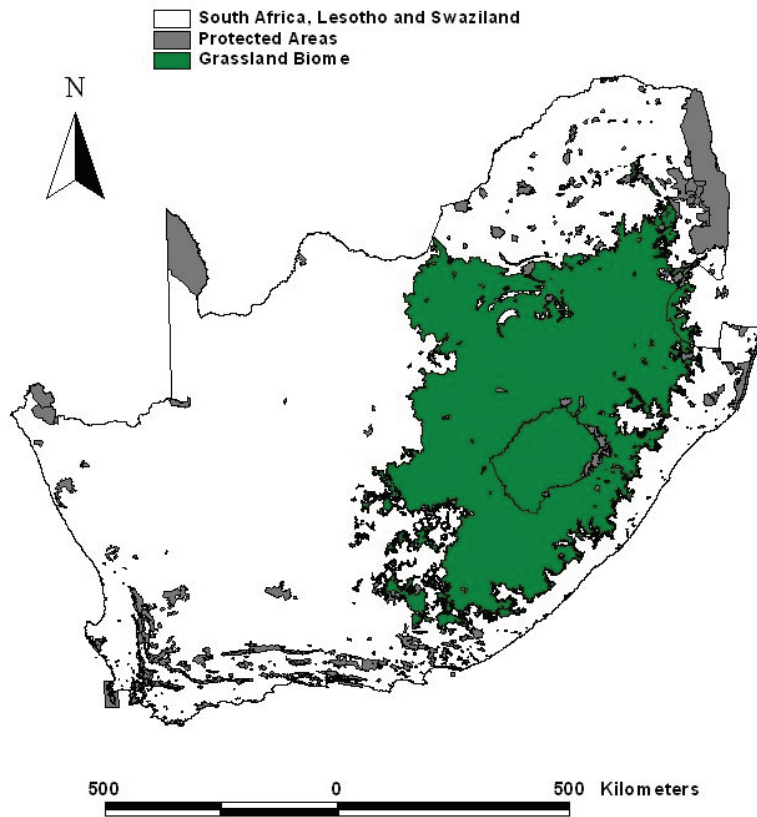 South Africa, Lesotho and Swaziland
Protected Areas
Grassland Biome
N
500 0 500 Kilometers